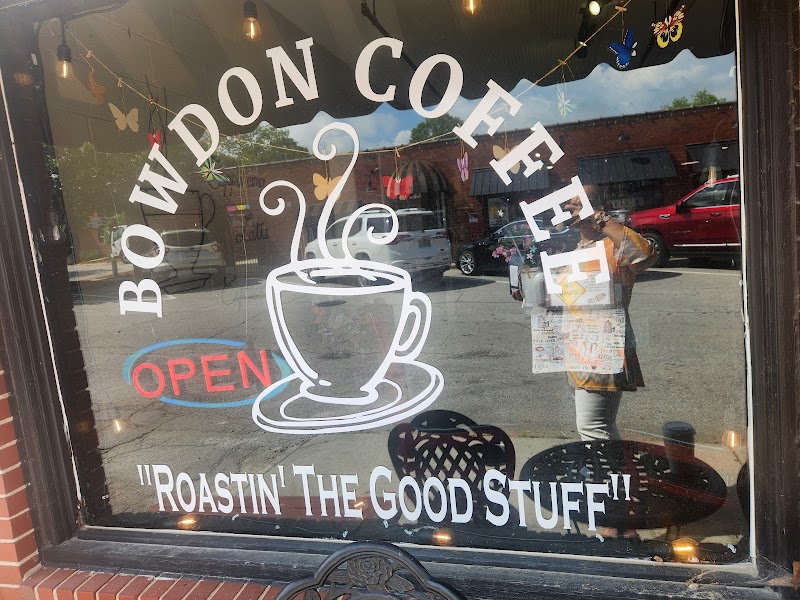 BOWDON COFFEE
OPEN
"ROASTIN' THE GOOD STUFF"